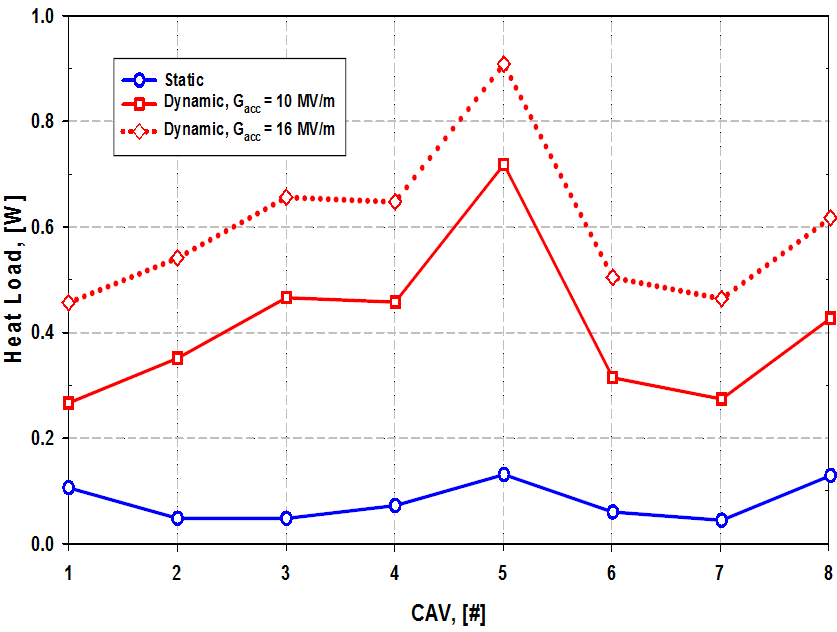 1.0
0.8
0.6
0.4
0.2
0.0
Heat Load, [W]
Static
Dynamic, Gacc = 10 MV/m
Dynamic, Gacc = 16 MV/m
1 2 3 4 5 6 7 8
CAV, [#]